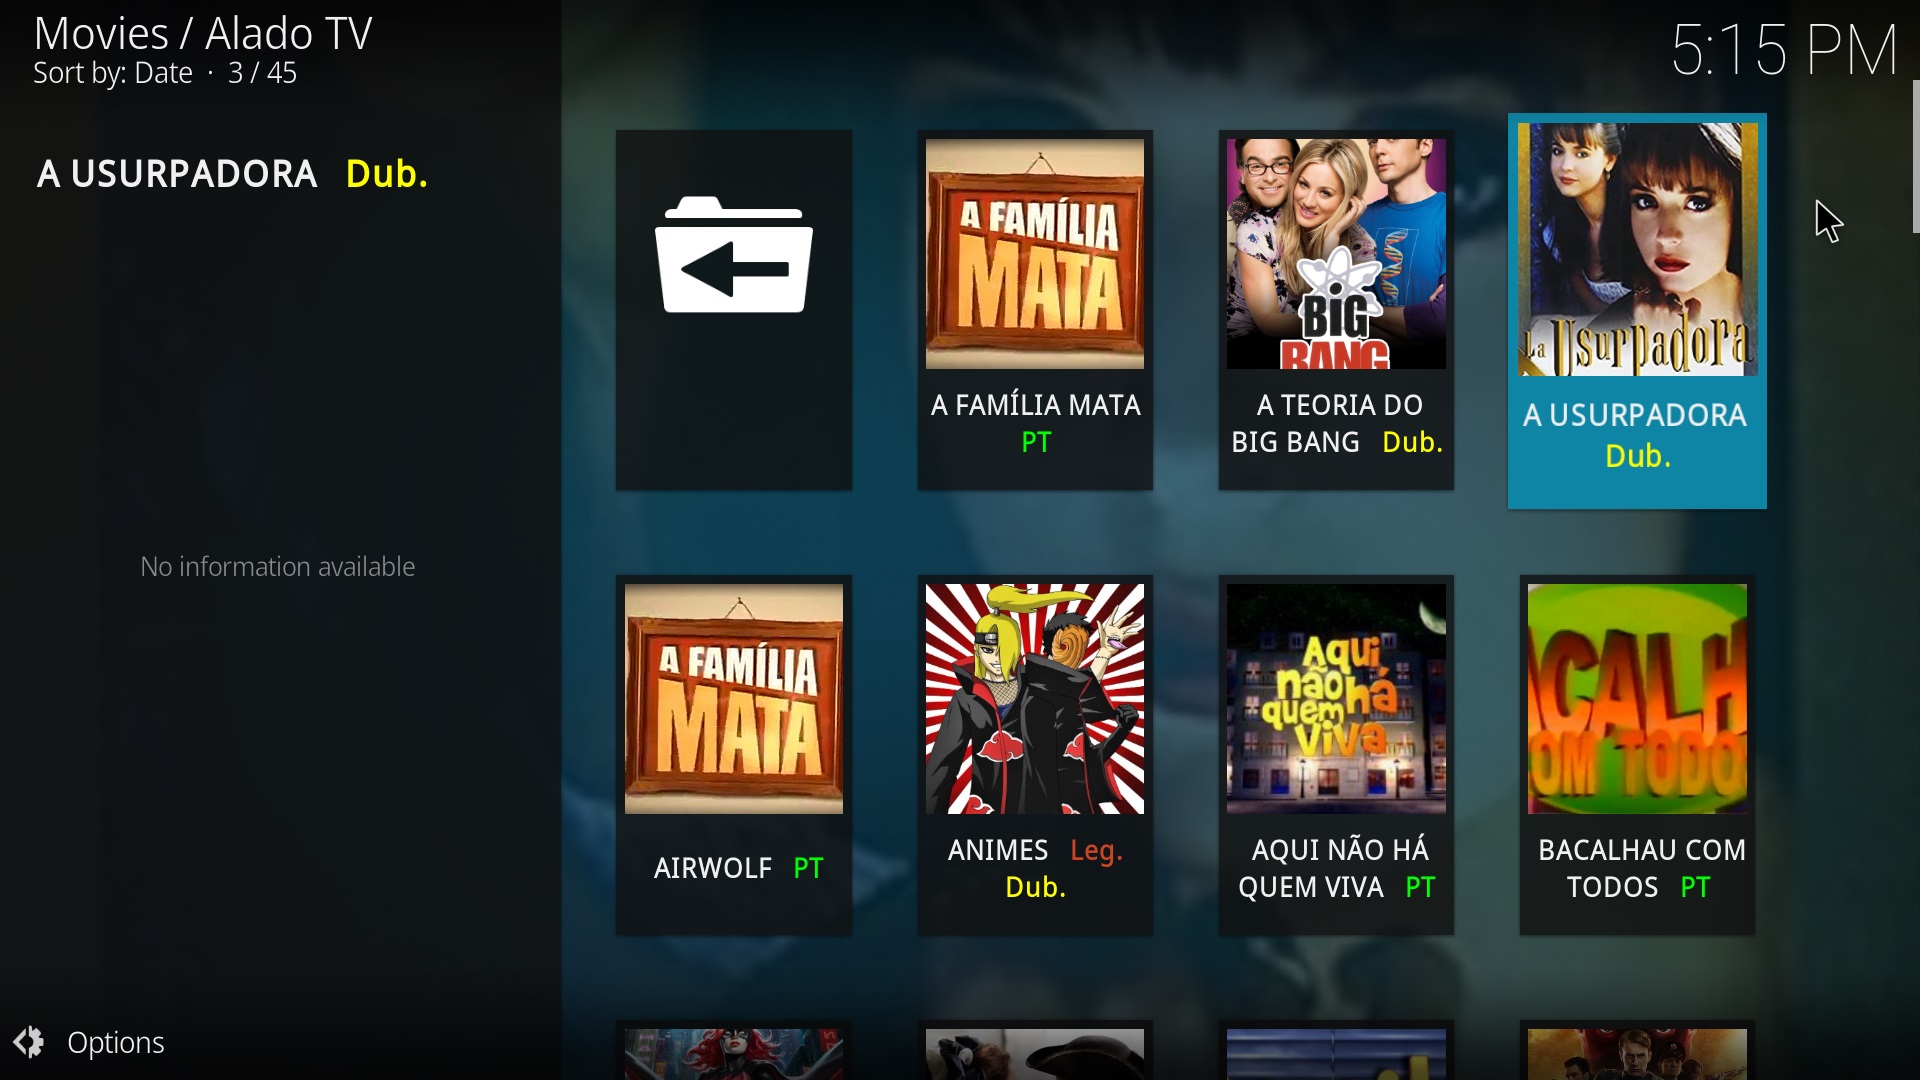 Movies / Alado TV
Sort by: Date · 3 / 45
5:15 PM
A USURPADORA Dub.
No information available
A FAMÍLIA
MATA
A FAMÍLIA MATA
PT
BiG
BANG
A TEORIA DO
BIG BANG Dub.
La Usurpadora
A USURPADORA
Dub.
A FAMÍLIA
MATA
AIRWOLF PT
ANIMES Leg.
Dub.
Aqui
não há
quem
viva
AQUI NÃO HÁ
QUEM VIVA PT
ACALH
OM TODO
BACALHAU COM
TODOS PT
Options